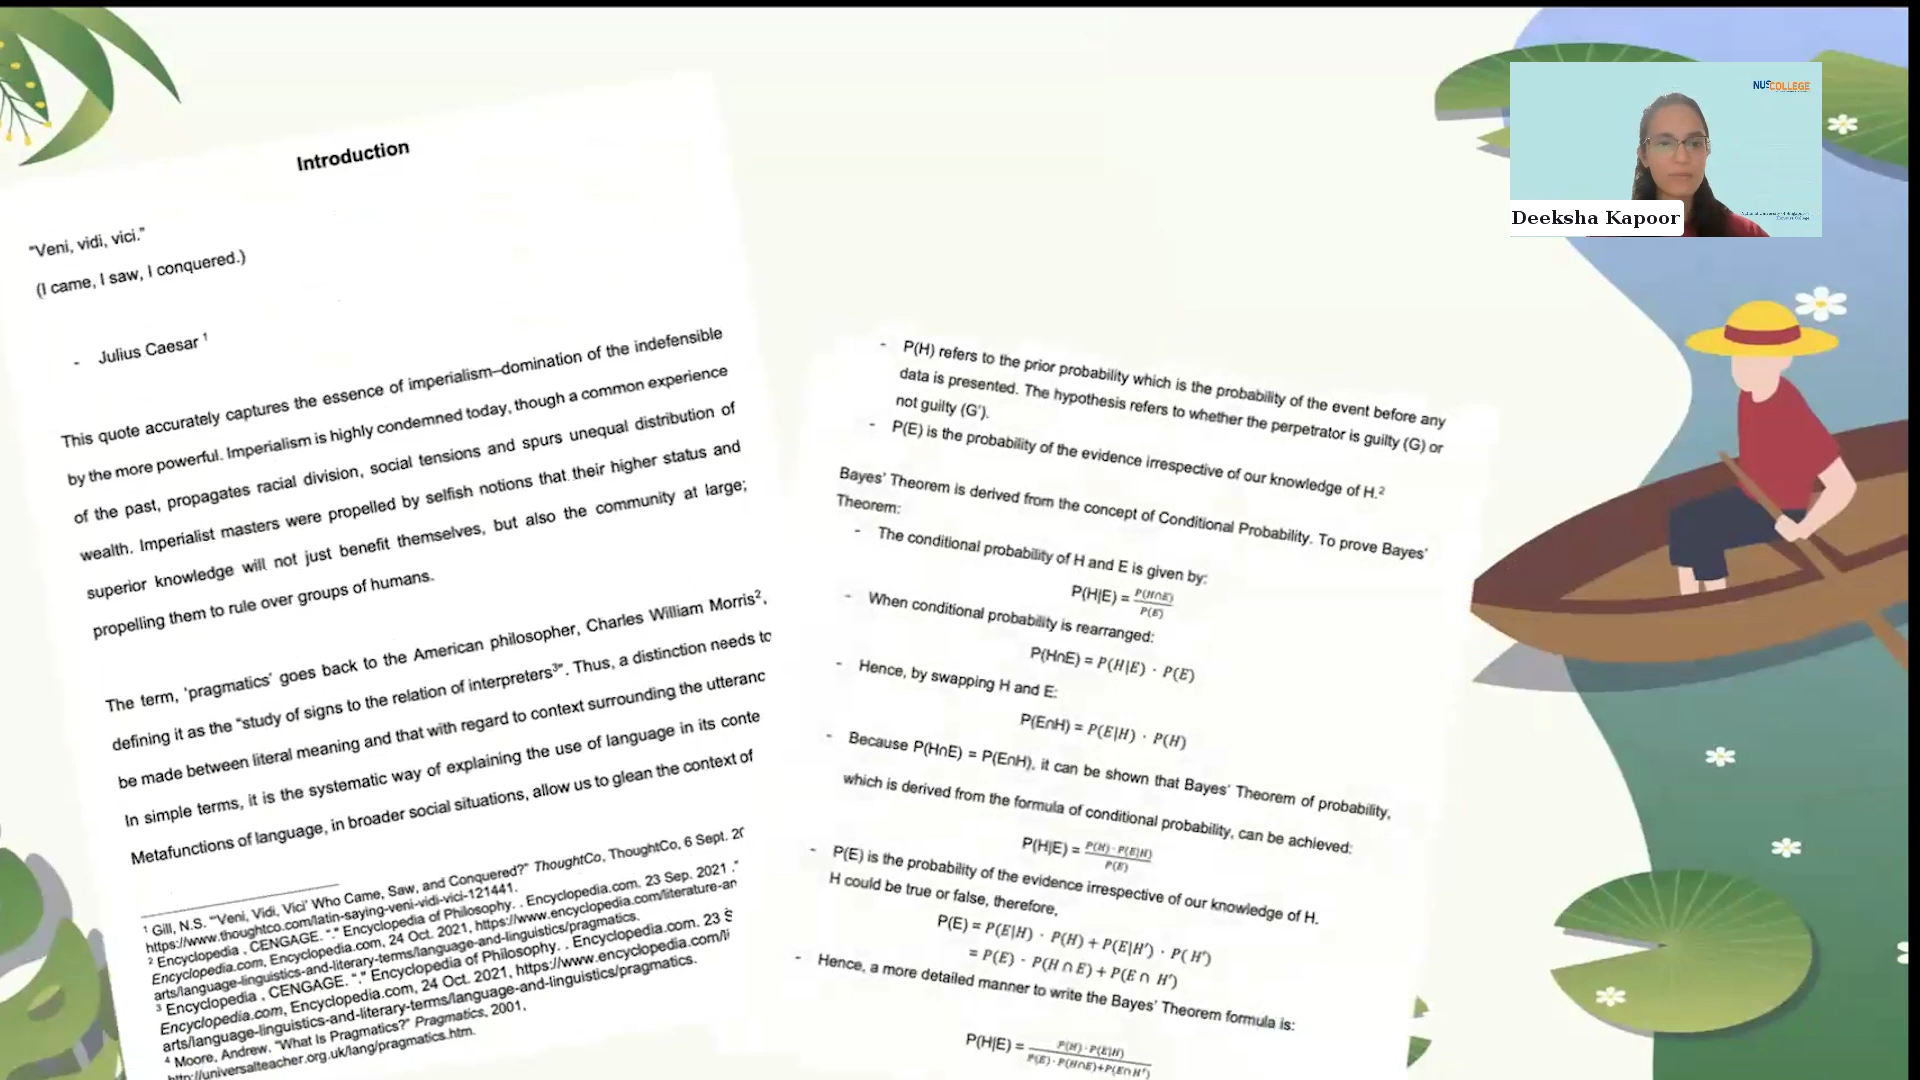 Introduction
"Veni, vidi, vici."
(I came, I saw, I conquered.)
- Julius Caesar 1
This quote accurately captures the essence of imperialism–domination of the indefensible
by the more powerful. Imperialism is highly condemned today, though a common experience
of the past, propagates racial division, social tensions and spurs unequal distribution of
wealth. Imperialist masters were propelled by selfish notions that their higher status and
superior knowledge will not just benefit themselves, but also the community at large;
propelling them to rule over groups of humans.
The term, 'pragmatics' goes back to the American philosopher, Charles William Morris2,
defining it as the "study of signs to the relation of interpreters3". Thus, a distinction needs to
be made between literal meaning and that with regard to context surrounding the utteranc
In simple terms, it is the systematic way of explaining the use of language in its conte
Metafunctions of language, in broader social situations, allow us to glean the context of
1 Gill, N.S. "'Veni, Vidi, Vici' Who Came, Saw, and Conquered?" ThoughtCo, ThoughtCo, 6 Sept. 20
https://www.thoughtco.com/latin-saying-veni-vidi-vici-121441.
2 Encyclopedia , CENGAGE. "." Encyclopedia of Philosophy. . Encyclopedia.com. 23 Sep. 2021 ."
Encyclopedia.com, Encyclopedia.com, 24 Oct. 2021, https://www.encyclopedia.com/literature-an
arts/language-linguistics-and-literary-terms/language-and-linguistics/pragmatics.
3 Encyclopedia , CENGAGE. "." Encyclopedia of Philosophy. . Encyclopedia.com. 23 S
Encyclopedia.com, Encyclopedia.com, 24 Oct. 2021, https://www.encyclopedia.com/li
arts/language-linguistics-and-literary-terms/language-and-linguistics/pragmatics.
4 Moore, Andrew. "What Is Pragmatics?" Pragmatics, 2001,
http://universalteacher.org.uk/lang/pragmatics.htm.
- P(H) refers to the prior probability which is the probability of the event before any
data is presented. The hypothesis refers to whether the perpetrator is guilty (G) or
not guilty (G').
- P(E) is the probability of the evidence irrespective of our knowledge of H.2
Bayes' Theorem is derived from the concept of Conditional Probability. To prove Bayes'
Theorem:
- The conditional probability of H and E is given by:
P(H|E) = P(H∩E) / P(E)
- When conditional probability is rearranged:
P(H∩E) = P(H|E) · P(E)
- Hence, by swapping H and E:
P(E∩H) = P(E|H) · P(H)
- Because P(H∩E) = P(E∩H), it can be shown that Bayes' Theorem of probability,
which is derived from the formula of conditional probability, can be achieved:
P(H|E) = P(H) · P(E|H) / P(E)
- P(E) is the probability of the evidence irrespective of our knowledge of H.
H could be true or false, therefore,
P(E) = P(E|H) · P(H) + P(E|H') · P(H')
= P(E) · P(H ∩ E) + P(E ∩ H')
- Hence, a more detailed manner to write the Bayes' Theorem formula is:
P(H|E) = P(H) · P(E|H) / P(E) · P(H∩E)+P(E∩H')
NUSCOLLEGE
Deeksha Kapoor